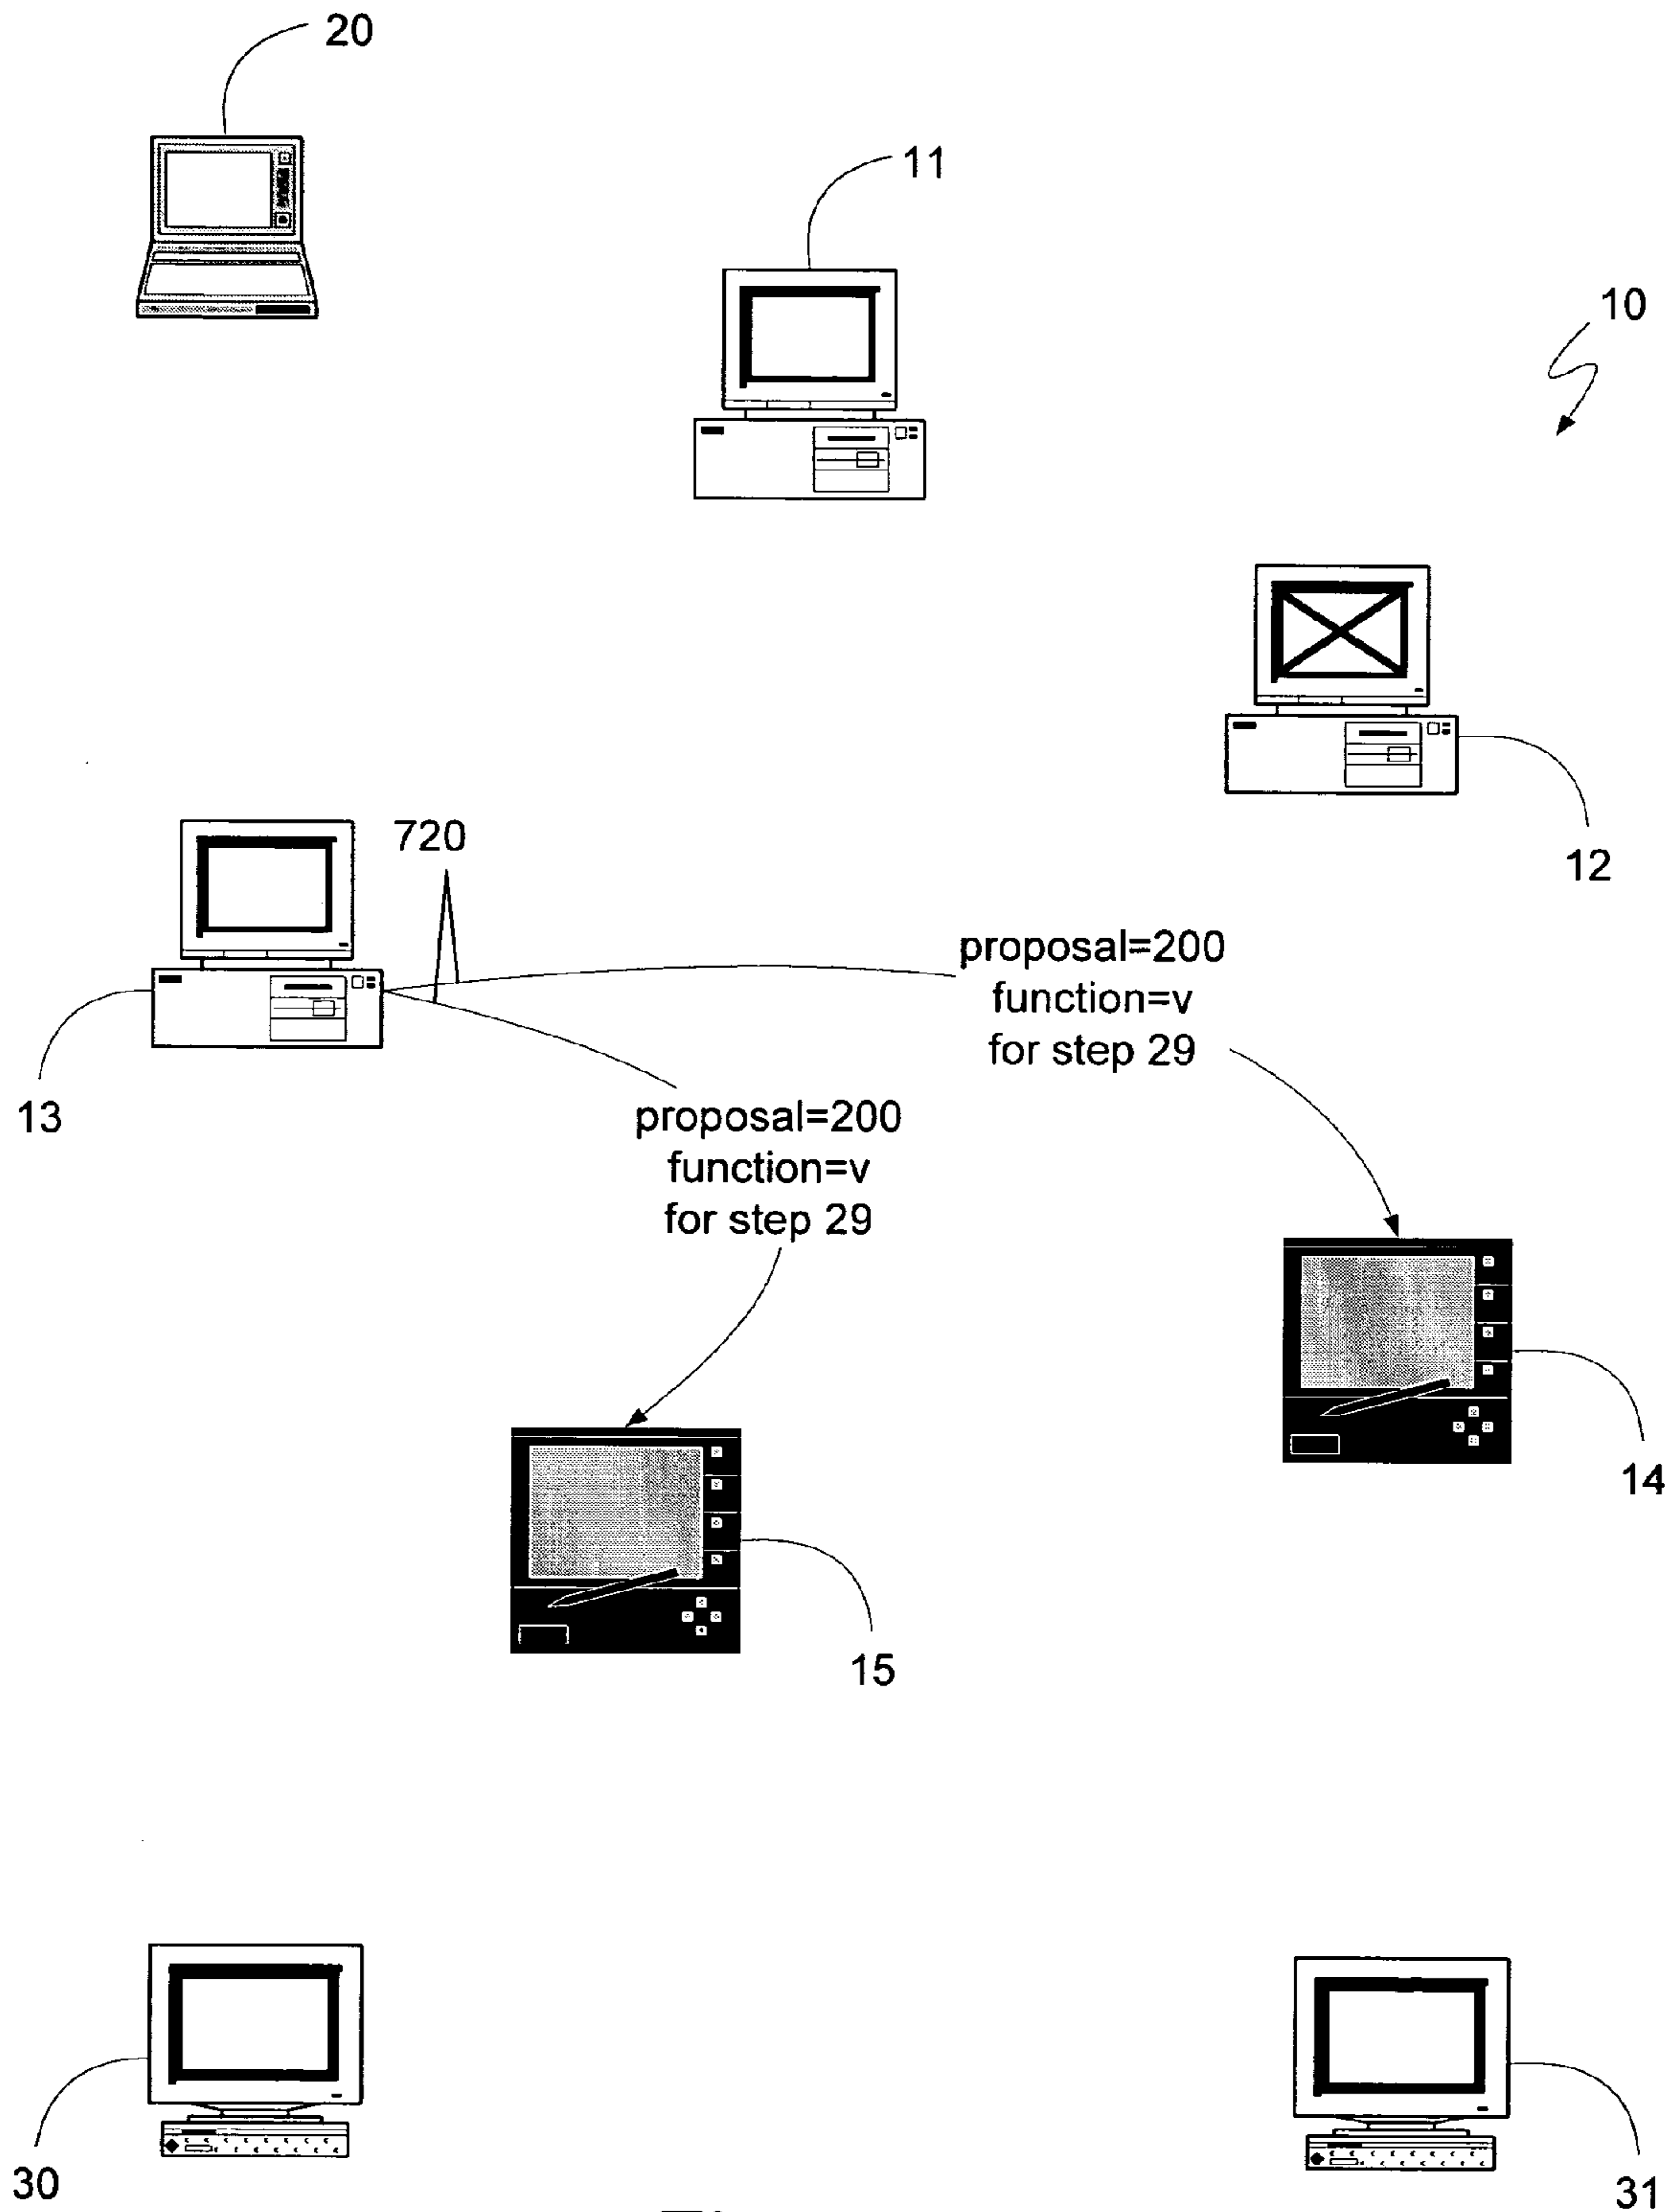 20
11
10
12
720
proposal=200
function=v
for step 29
13
proposal=200
function=v
for step 29
14
15
30
31